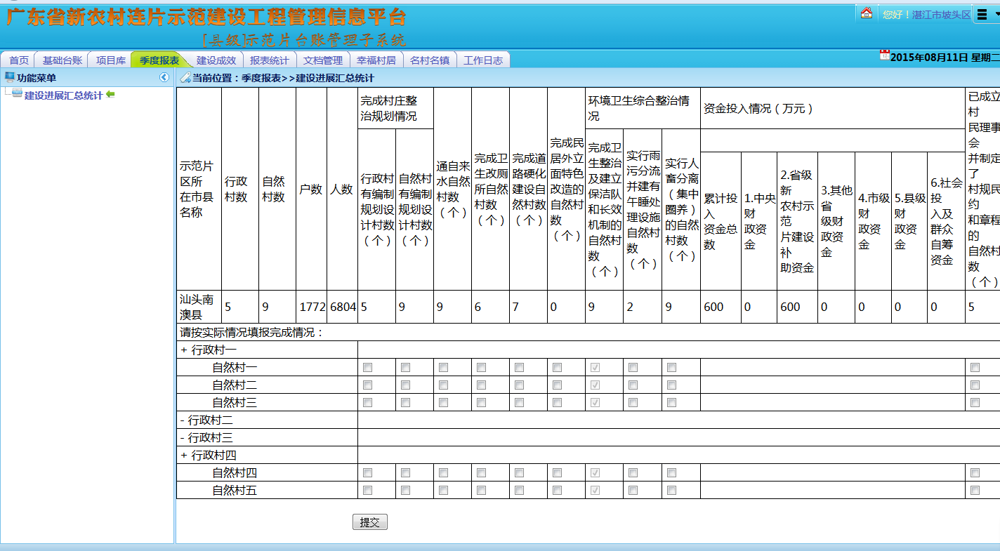 广东省新农村连片示范建设工程管理信息平台
[县级]示范片台账管理子系统
您好！湛江市坡头区
首页 基础台账 项目库 季度报表 建设成效 报表统计 文档管理 幸福村居 名村名镇 工作日志
2015年08月11日 星期二
功能菜单
建设进展汇总统计
当前位置：季度报表>>建设进展汇总统计
示范片
区所
在市县
名称
行政
村数
自然
村数
户数
人数
完成村庄整
治规划情况
行政村
有编制
规划设
计村数
（个）
自然村
有编制
规划设
计村数
（个）
通自来
水自然
村数
（个）
完成卫
生改厕
所自然
村数
（个）
完成道
路硬化
建设自
然村数
（个）
完成民
居外立
面特色
改造的
自然村
数
（个）
环境卫生综合整治情
况
完成卫
生整治
及建立
保洁队
和长效
机制的
自然村
数
（个）
实行雨
污分流
并建有
午睡处
理设施
自然村
数
（个）
实行人
畜分离
（集中
圈养）
的自然
村数
（个）
资金投入情况（万元）
累计投
入
资金总
数
1.中央
财
政资
金
2.省级
新
农村示
范
片建设
补
助资金
3.其他
省
级财
政资
金
4.市级
财
政资
金
5.县级
财
政资
金
6.社会
投
入及
群众
自筹
资金
已成立
村
民理事
会
并制定
了
村规民
约
和章程
的
自然村
数
（个）
汕头南
澳县
5 9 1772 6804 5 9 9 6 7 0 9 2 9 600 0 600 0 0 0 0 5
请按实际情况填报完成情况：
+ 行政村一
自然村一
自然村二
自然村三
- 行政村二
- 行政村三
+ 行政村四
自然村四
自然村五
提交